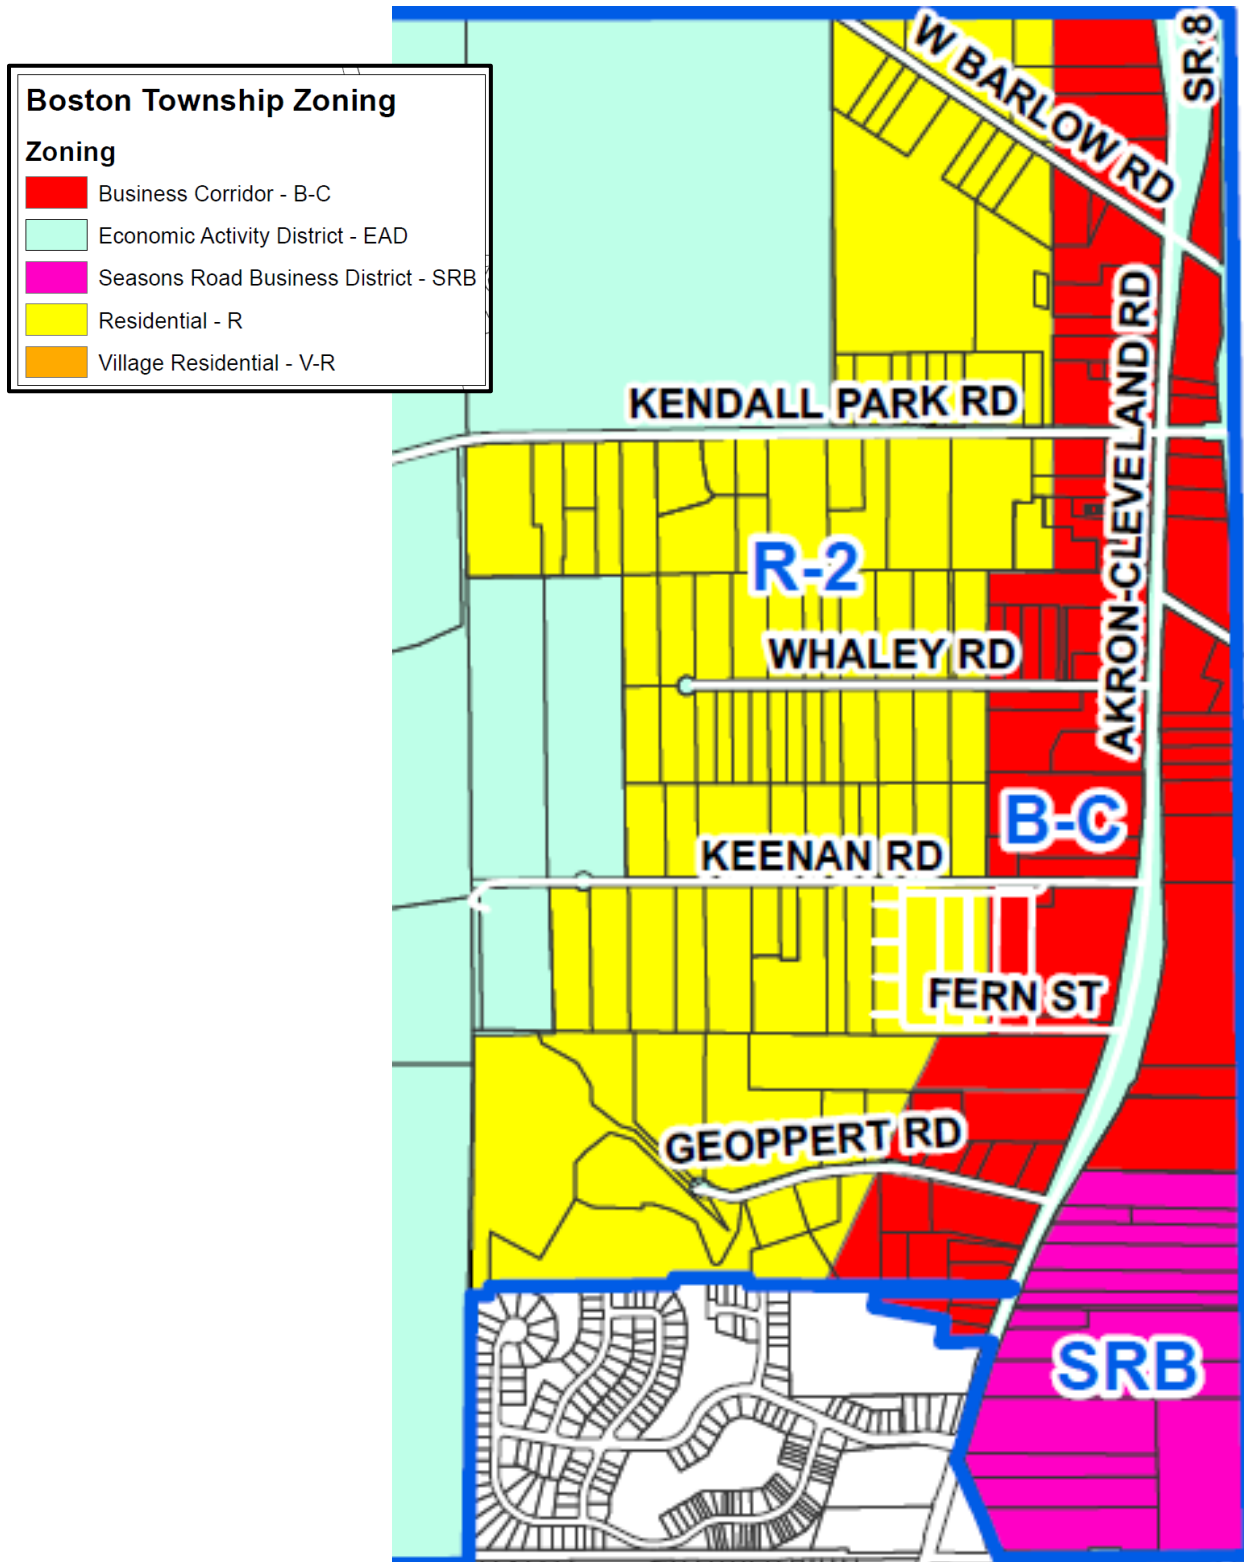 Boston Township Zoning
Zoning
Business Corridor - B-C
Economic Activity District - EAD
Seasons Road Business District - SRB
Residential - R
Village Residential - V-R
SR 8
W BARLOW RD
KENDALL PARK RD
AKRON-CLEVELAND RD
R-2
WHALEY RD
B-C
KEENAN RD
FERN ST
GEOPPERT RD
SRB